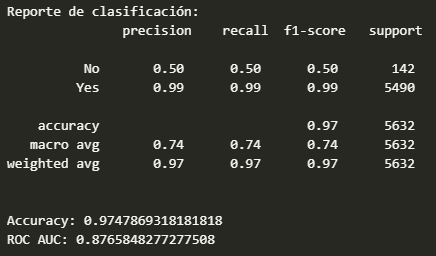 Reporte de clasificación:
precision recall f1-score support
No 0.50 0.50 0.50 142
Yes 0.99 0.99 0.99 5490
accuracy 0.97 5632
macro avg 0.74 0.74 0.74 5632
weighted avg 0.97 0.97 0.97 5632
Accuracy: 0.9747869318181818
ROC AUC: 0.8765848277277508